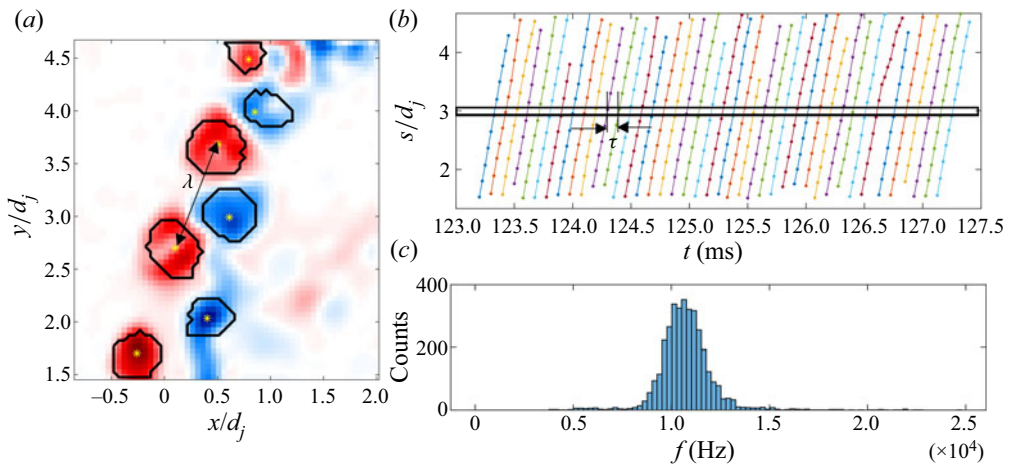 (a)
4.5
4.0
3.5
3.0
2.5
2.0
1.5
y/d_j
λ
−0.5 0 0.5 1.0 1.5 2.0
x/d_j
(b)
4
3
2
s/d_j
τ
123.0 123.5 124.0 124.5 125.0 125.5 126.0 126.5 127.0 127.5
t (ms)
(c)
400
200
0
Counts
0 0.5 1.0 1.5 2.0 2.5
f (Hz) (×10⁴)